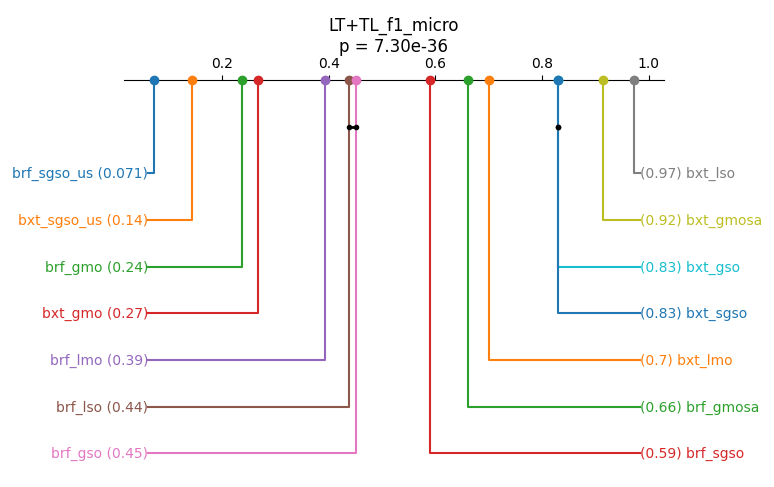 LT+TL_f1_micro
p = 7.30e-36
0.2 0.4 0.6 0.8 1.0
brf_sgso_us (0.071) (0.97) bxt_lso
bxt_sgso_us (0.14) (0.92) bxt_gmosa
brf_gmo (0.24) (0.83) bxt_gso
bxt_gmo (0.27) (0.83) bxt_sgso
brf_lmo (0.39) (0.7) bxt_lmo
brf_lso (0.44) (0.66) brf_gmosa
brf_gso (0.45) (0.59) brf_sgso